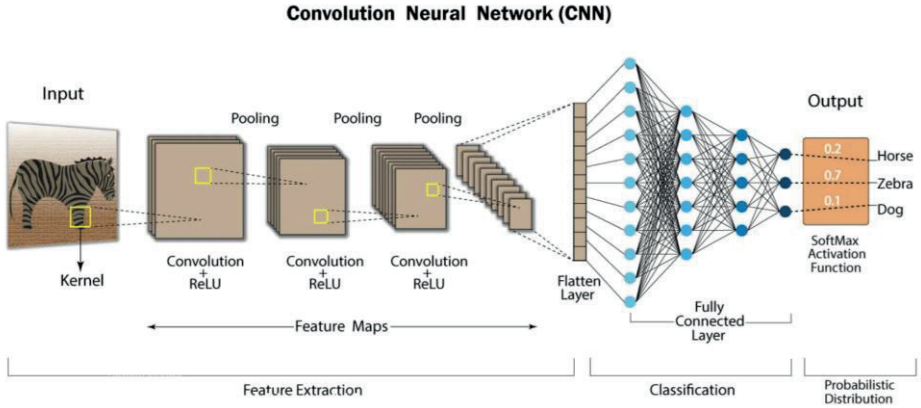 Convolution Neural Network (CNN)
Input
Kernel
Pooling
Pooling
Pooling
Convolution
+
ReLU
Convolution
+
ReLU
Convolution
+
ReLU
Feature Maps
Flatten
Layer
Fully
Connected
Layer
Output
0.2
0.7
0.1
Horse
Zebra
Dog
SoftMax
Activation
Function
Feature Extraction
Classification
Probabilistic
Distribution